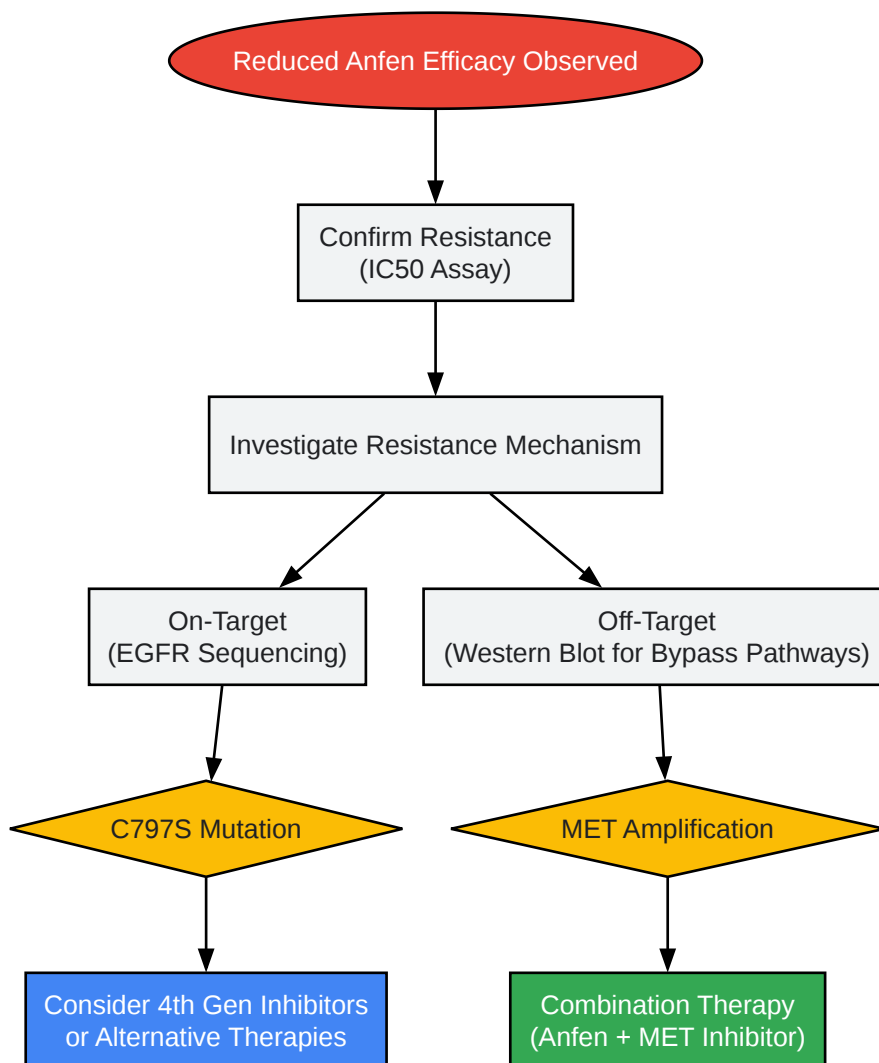 Reduced Anfen Efficacy Observed
Confirm Resistance
(IC50 Assay)
Investigate Resistance Mechanism
On-Target
(EGFR Sequencing)
Off-Target
(Western Blot for Bypass Pathways)
C797S Mutation
MET Amplification
Consider 4th Gen Inhibitors
or Alternative Therapies
Combination Therapy
(Anfen + MET Inhibitor)